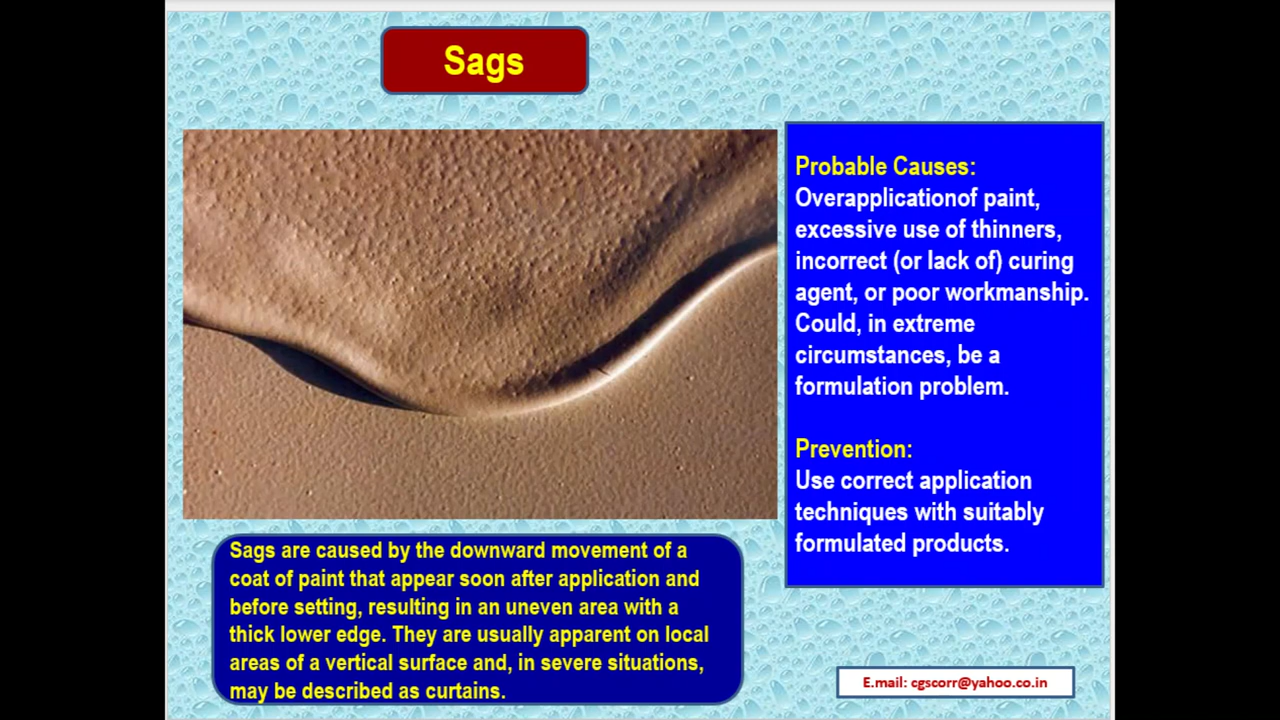 Sags
Probable Causes:
Overapplicationof paint,
excessive use of thinners,
incorrect (or lack of) curing
agent, or poor workmanship.
Could, in extreme
circumstances, be a
formulation problem.
Prevention:
Use correct application
techniques with suitably
formulated products.
Sags are caused by the downward movement of a
coat of paint that appear soon after application and
before setting, resulting in an uneven area with a
thick lower edge. They are usually apparent on local
areas of a vertical surface and, in severe situations,
may be described as curtains.
E.mail: cgscorr@yahoo.co.in